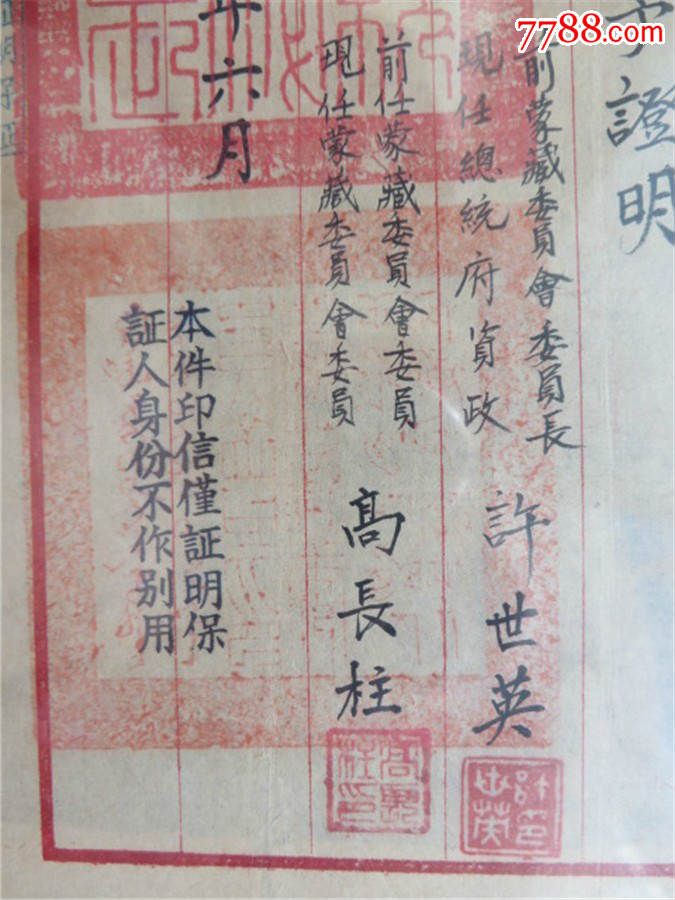 7788.com
證明
前蒙藏委員會委員長
現任總統府資政
許世英
前任蒙藏委員會委員
現任蒙藏委員會委員
高長柱
年六月
本件印信僅証明保
証人身份不作别用